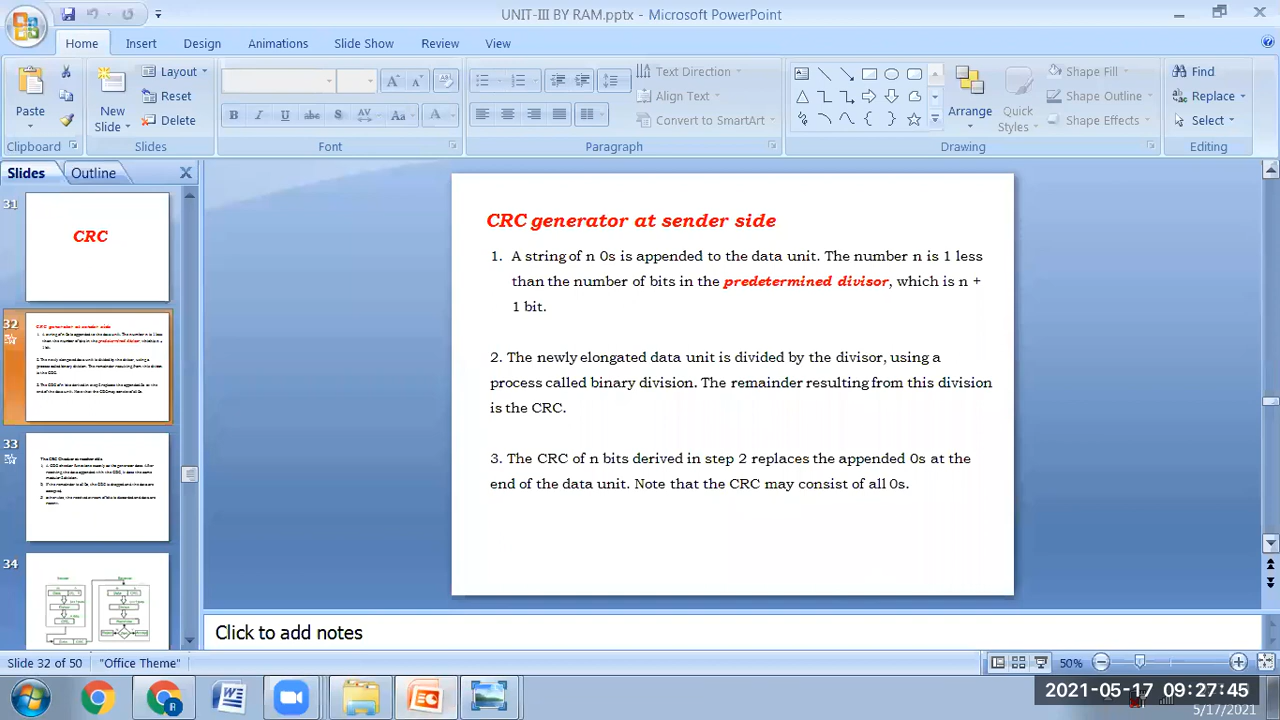 UNIT-III BY RAM.pptx - Microsoft PowerPoint
Home Insert Design Animations Slide Show Review View
Paste
Clipboard
New Slide
Layout
Reset
Delete
Slides
B I U abe S AV Aa A
Font
Text Direction
Align Text
Convert to SmartArt
Paragraph
Arrange
Quick Styles
Shape Fill
Shape Outline
Shape Effects
Drawing
Find
Replace
Select
Editing
Slides Outline
31
CRC
32
CRC generator at sender side
33
34
CRC generator at sender side
1. A string of n 0s is appended to the data unit. The number n is 1 less
than the number of bits in the predetermined divisor, which is n +
1 bit.
2. The newly elongated data unit is divided by the divisor, using a
process called binary division. The remainder resulting from this division
is the CRC.
3. The CRC of n bits derived in step 2 replaces the appended 0s at the
end of the data unit. Note that the CRC may consist of all 0s.
Click to add notes
Slide 32 of 50 "Office Theme" 50%
2021-05-17 09:27:45
5/17/2021